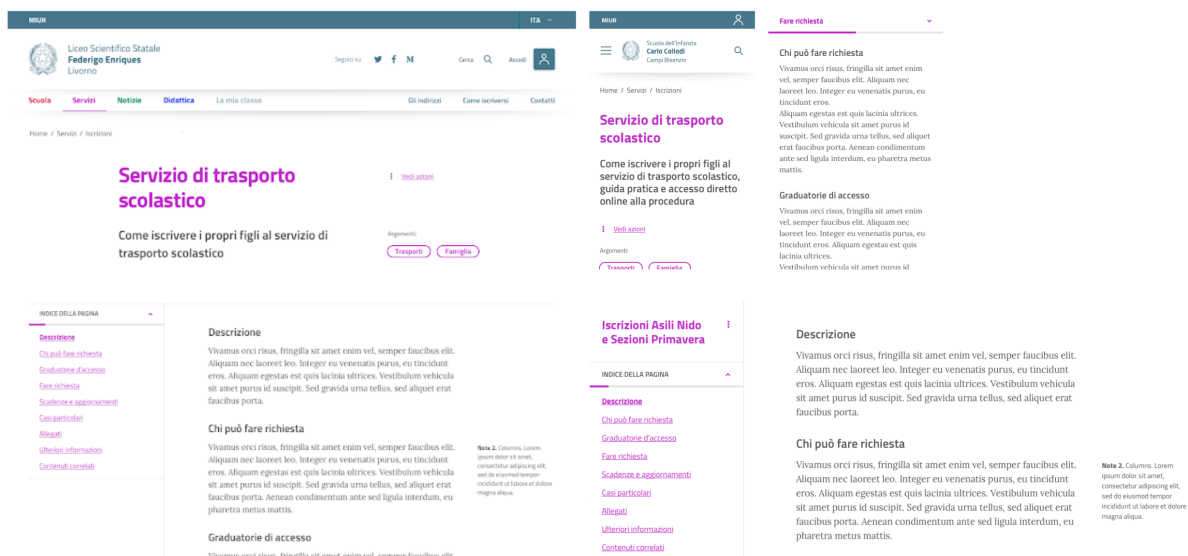 MIUR
ITA
Liceo Scientifico Statale
Federigo Enriques
Livorno
Seguici su
Cerca
Accedi
Scuola Servizi Notizie Didattica La mia classe Gli indirizzi Come iscriversi Contatti
Home / Servizi / Iscrizioni
Servizio di trasporto
scolastico
Vedi azioni
Come iscrivere i propri figli al servizio di
trasporto scolastico
Argomenti:
Trasporti Famiglia
MIUR
Scuola dell'Infanzia
Carlo Collodi
Campi Bisenzio
Home / Servizi / Iscrizioni
Servizio di trasporto
scolastico
Come iscrivere i propri figli al
servizio di trasporto scolastico,
guida pratica e accesso diretto
online alla procedura
Vedi azioni
Argomenti:
Trasporti Famiglia
Fare richiesta
Chi può fare richiesta
Vivamus orci risus, fringilla sit amet enim
vel, semper faucibus elit. Aliquam nec
laoreet leo. Integer eu venenatis purus, eu
tincidunt eros.
Aliquam egestas est quis lacinia ultrices.
Vestibulum vehicula sit amet purus id
suscipit. Sed gravida urna tellus, sed aliquet
erat faucibus porta. Aenean condimentum
ante sed ligula interdum, eu pharetra metus
mattis.
Graduatorie di accesso
Vivamus orci risus, fringilla sit amet enim
vel, semper faucibus elit. Aliquam nec
laoreet leo. Integer eu venenatis purus, eu
tincidunt eros. Aliquam egestas est quis
lacinia ultrices.
Vestibulum vehicula sit amet purus id
INDICE DELLA PAGINA
Descrizione
Chi può fare richiesta
Graduatorie d'accesso
Fare richiesta
Scadenze e aggiornamenti
Casi particolari
Allegati
Ulteriori informazioni
Contenuti correlati
Descrizione
Vivamus orci risus, fringilla sit amet enim vel, semper faucibus elit.
Aliquam nec laoreet leo. Integer eu venenatis purus, eu tincidunt
eros. Aliquam egestas est quis lacinia ultrices. Vestibulum vehicula
sit amet purus id suscipit. Sed gravida urna tellus, sed aliquet erat
faucibus porta.
Chi può fare richiesta
Vivamus orci risus, fringilla sit amet enim vel, semper faucibus elit.
Aliquam nec laoreet leo. Integer eu venenatis purus, eu tincidunt
eros. Aliquam egestas est quis lacinia ultrices. Vestibulum vehicula
sit amet purus id suscipit. Sed gravida urna tellus, sed aliquet erat
faucibus porta. Aenean condimentum ante sed ligula interdum, eu
pharetra metus mattis.
Note 2. Columns. Lorem
ipsum dolor sit amet,
consectetur adipiscing elit,
sed do eiusmod tempor
incididunt ut labore et dolore
magna aliqua.
Graduatorie di accesso
Vivamus orci risus, fringilla sit amet enim vel, semper faucibus elit.
Iscrizioni Asili Nido
e Sezioni Primavera
INDICE DELLA PAGINA
Descrizione
Chi può fare richiesta
Graduatorie d'accesso
Fare richiesta
Scadenze e aggiornamenti
Casi particolari
Allegati
Ulteriori informazioni
Contenuti correlati
Descrizione
Vivamus orci risus, fringilla sit amet enim vel, semper faucibus elit.
Aliquam nec laoreet leo. Integer eu venenatis purus, eu tincidunt
eros. Aliquam egestas est quis lacinia ultrices. Vestibulum vehicula
sit amet purus id suscipit. Sed gravida urna tellus, sed aliquet erat
faucibus porta.
Chi può fare richiesta
Vivamus orci risus, fringilla sit amet enim vel, semper faucibus elit.
Aliquam nec laoreet leo. Integer eu venenatis purus, eu tincidunt
eros. Aliquam egestas est quis lacinia ultrices. Vestibulum vehicula
sit amet purus id suscipit. Sed gravida urna tellus, sed aliquet erat
faucibus porta. Aenean condimentum ante sed ligula interdum, eu
pharetra metus mattis.
Note 2. Columns. Lorem
ipsum dolor sit amet,
consectetur adipiscing elit,
sed do eiusmod tempor
incididunt ut labore et dolore
magna aliqua.